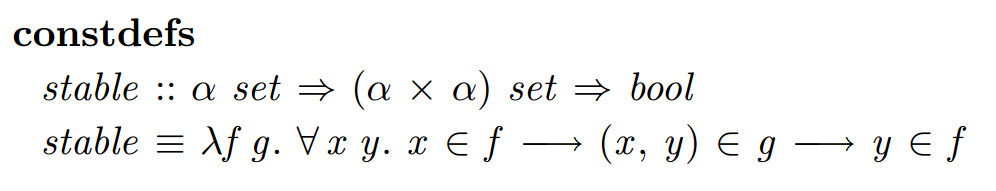 constdefs
stable :: α set ⇒ (α × α) set ⇒ bool
stable ≡ λf g. ∀ x y. x ∈ f ⟶ (x, y) ∈ g ⟶ y ∈ f